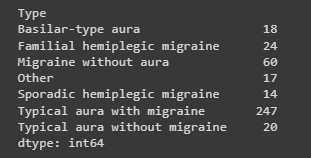 Type
Basilar-type aura 18
Familial hemiplegic migraine 24
Migraine without aura 60
Other 17
Sporadic hemiplegic migraine 14
Typical aura with migraine 247
Typical aura without migraine 20
dtype: int64